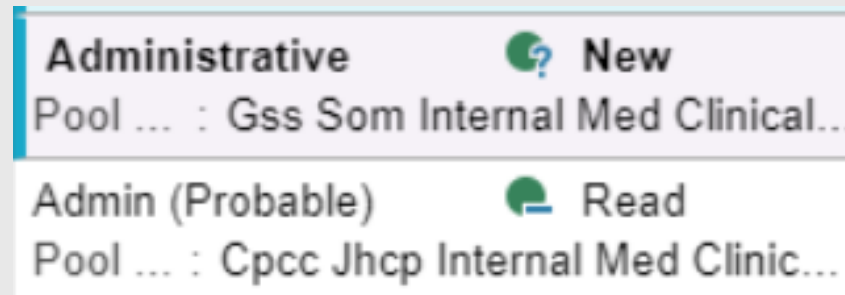 Administrative New
Pool ... : Gss Som Internal Med Clinical...
Admin (Probable) Read
Pool ... : Cpcc Jhcp Internal Med Clinic...